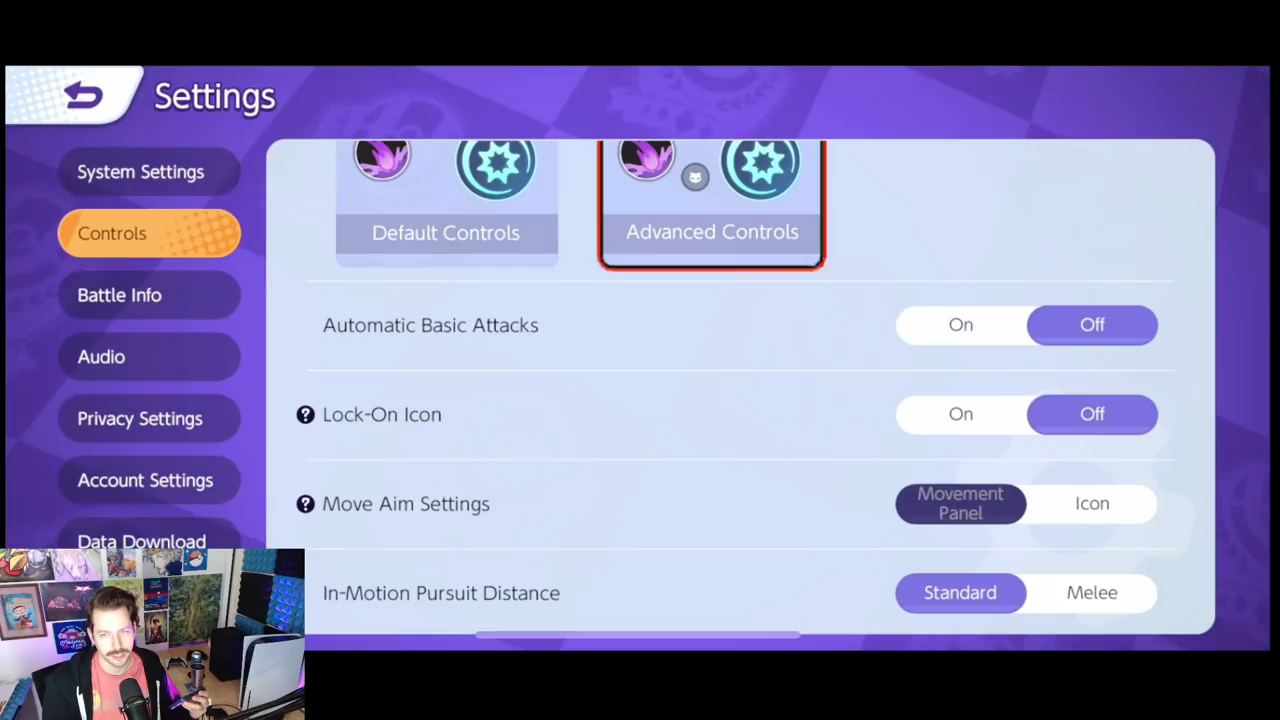 Settings
System Settings
Controls
Battle Info
Audio
Privacy Settings
Account Settings
Data Download
Default Controls
Advanced Controls
Automatic Basic Attacks
On
Off
Lock-On Icon
On
Off
Move Aim Settings
Movement
Panel
Icon
In-Motion Pursuit Distance
Standard
Melee